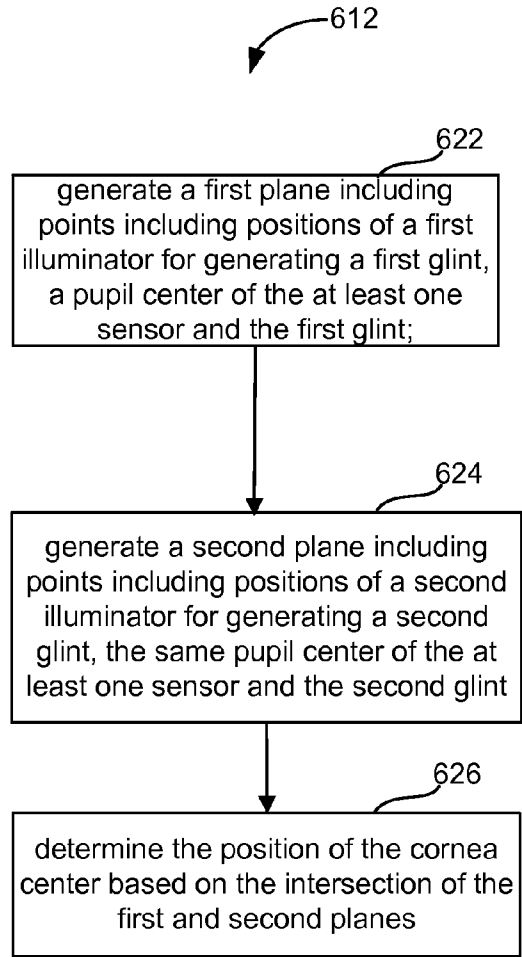 612
622
generate a first plane including
points including positions of a first
illuminator for generating a first glint,
a pupil center of the at least one
sensor and the first glint;
624
generate a second plane including
points including positions of a second
illuminator for generating a second
glint, the same pupil center of the at
least one sensor and the second glint
626
determine the position of the cornea
center based on the intersection of the
first and second planes